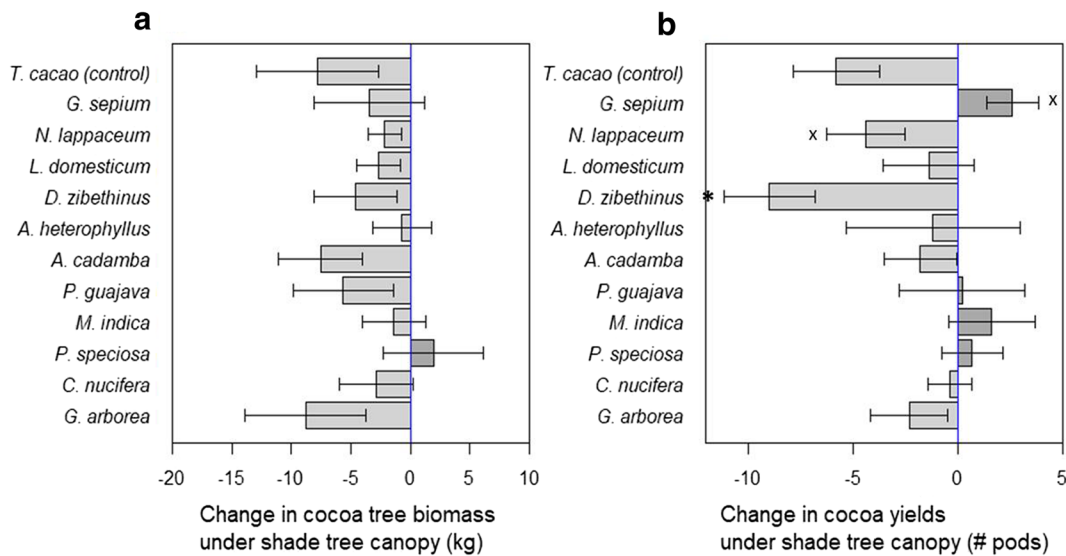 a
T. cacao (control)
G. sepium
N. lappaceum
L. domesticum
D. zibethinus
A. heterophyllus
A. cadamba
P. guajava
M. indica
P. speciosa
C. nucifera
G. arborea
-20 -15 -10 -5 0 5 10
Change in cocoa tree biomass
under shade tree canopy (kg)
b
T. cacao (control)
G. sepium x
N. lappaceum x
L. domesticum
D. zibethinus *
A. heterophyllus
A. cadamba
P. guajava
M. indica
P. speciosa
C. nucifera
G. arborea
-10 -5 0 5
Change in cocoa yields
under shade tree canopy (# pods)